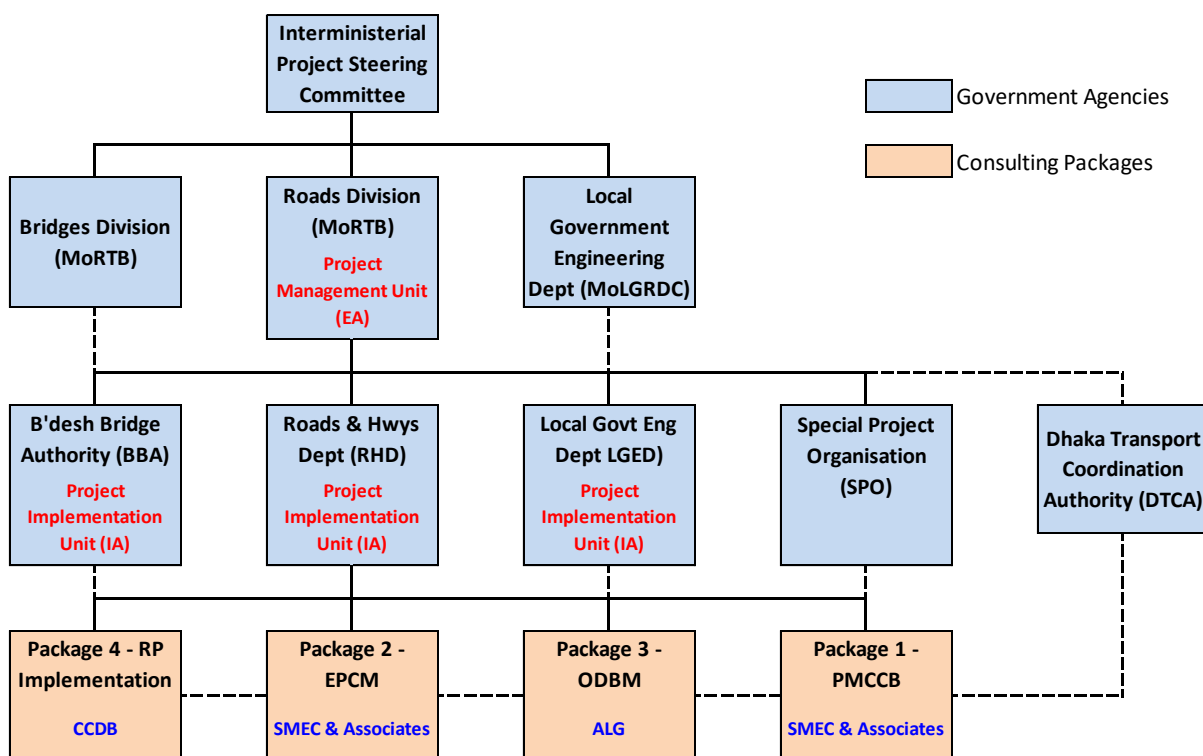 Interministerial
Project Steering
Committee
Government Agencies
Consulting Packages
Bridges Division
(MoRTB)
Roads Division
(MoRTB)
Project
Management Unit
(EA)
Local
Government
Engineering
Dept (MoLGRDC)
B'desh Bridge
Authority (BBA)
Project
Implementation
Unit (IA)
Roads & Hwys
Dept (RHD)
Project
Implementation
Unit (IA)
Local Govt Eng
Dept LGED)
Project
Implementation
Unit (IA)
Special Project
Organisation
(SPO)
Dhaka Transport
Coordination
Authority (DTCA)
Package 4 - RP
Implementation
CCDB
Package 2 -
EPCM
SMEC & Associates
Package 3 -
ODBM
ALG
Package 1 -
PMCCB
SMEC & Associates